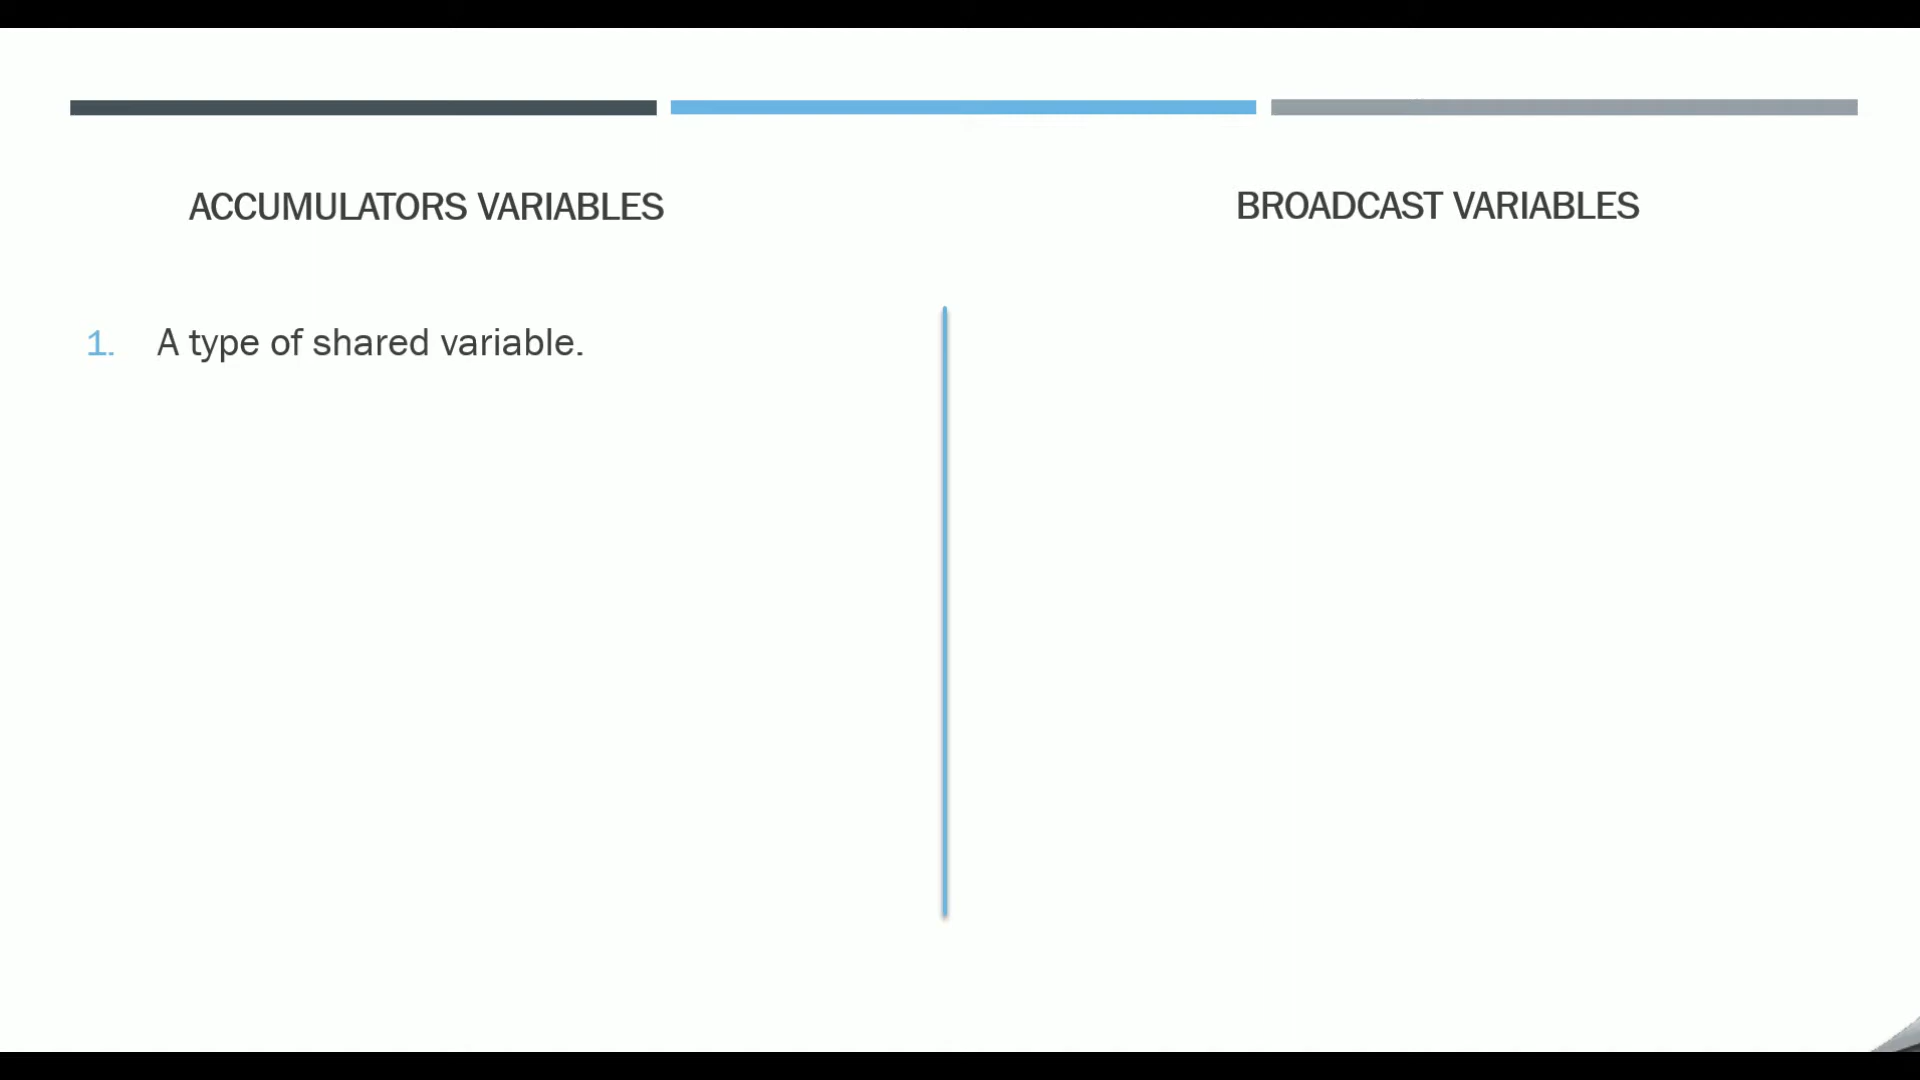 ACCUMULATORS VARIABLES
BROADCAST VARIABLES
1. A type of shared variable.